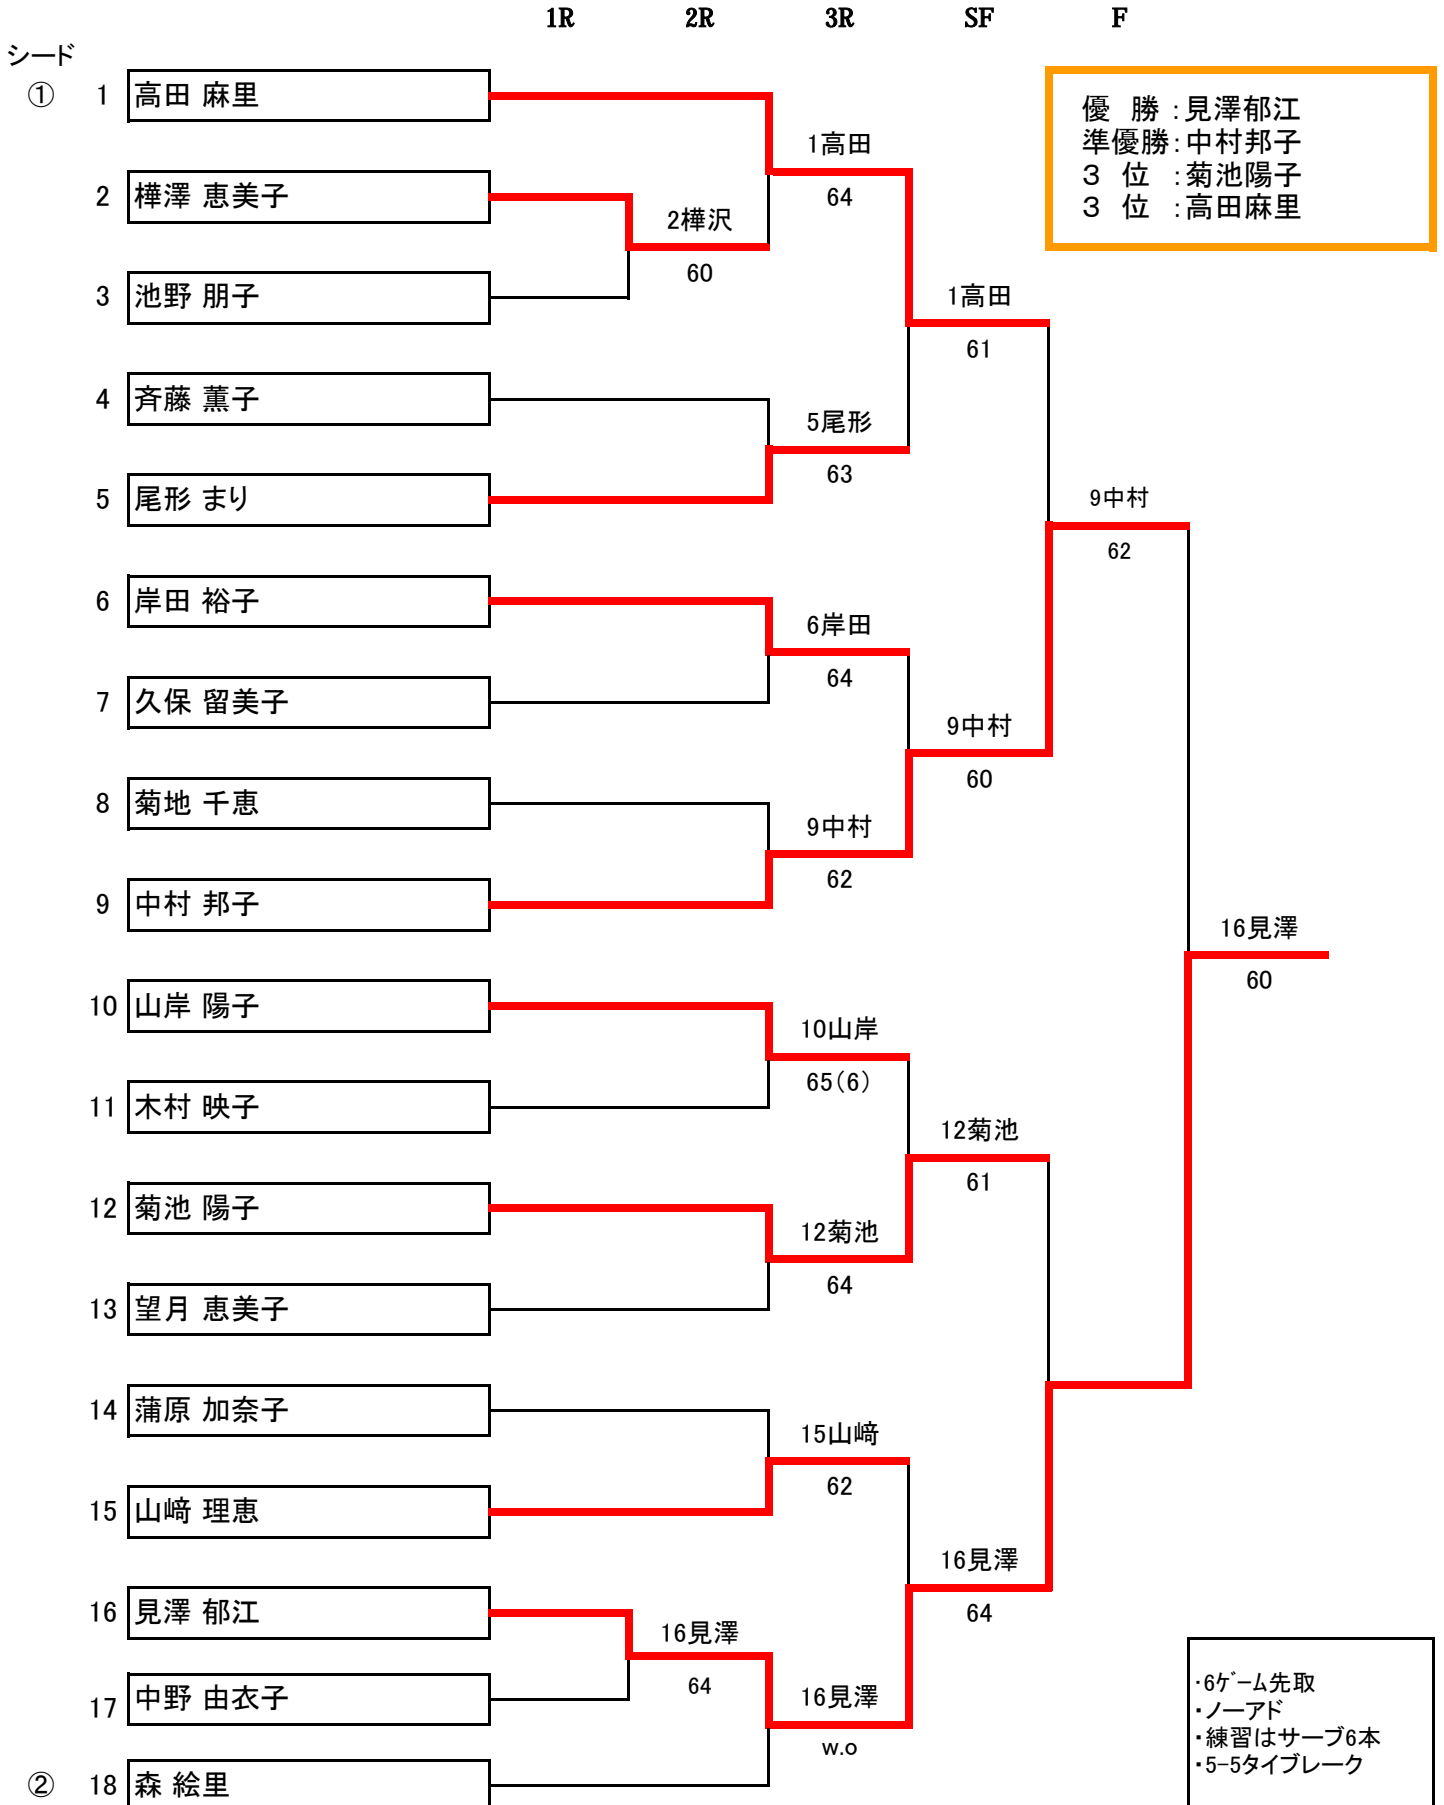 1R 2R 3R SF F
シード
① 1 高田 麻里
優 勝 :見澤郁江
準優勝:中村邦子
3 位 :菊池陽子
3 位 :高田麻里
1高田
64
2 樺澤 恵美子
2樺沢
60
3 池野 朋子
1高田
61
4 斉藤 薫子
5尾形
63
5 尾形 まり
9中村
62
6 岸田 裕子
6岸田
64
7 久保 留美子
9中村
60
8 菊地 千恵
9中村
62
9 中村 邦子
16見澤
60
10 山岸 陽子
10山岸
65(6)
11 木村 映子
12菊池
61
12 菊池 陽子
12菊池
64
13 望月 恵美子
14 蒲原 加奈子
15山﨑
62
15 山﨑 理恵
16見澤
64
16 見澤 郁江
16見澤
64
17 中野 由衣子
16見澤
w.o
② 18 森 絵里
・6ゲーム先取
・ノーアド
・練習はサーブ6本
・5-5タイブレーク